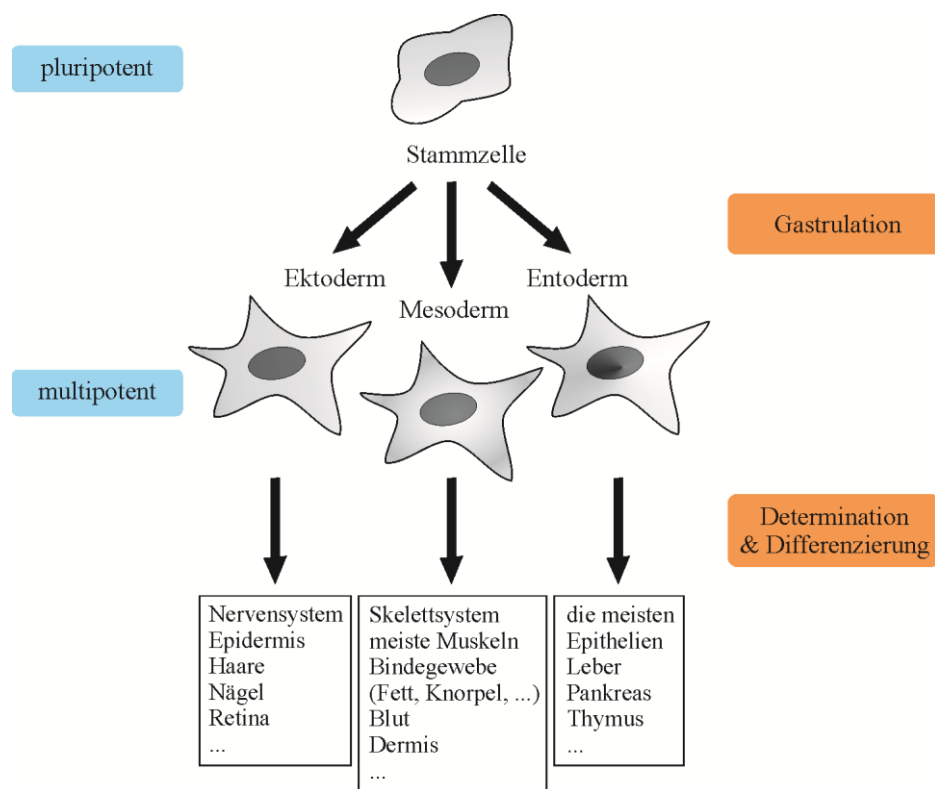 pluripotent
Stammzelle
Gastrulation
Ektoderm
Mesoderm
Entoderm
multipotent
Determination
& Differenzierung
Nervensystem
Epidermis
Haare
Nägel
Retina
...
Skelettsystem
meiste Muskeln
Bindegewebe
(Fett, Knorpel, ...)
Blut
Dermis
...
die meisten
Epithelien
Leber
Pankreas
Thymus
...